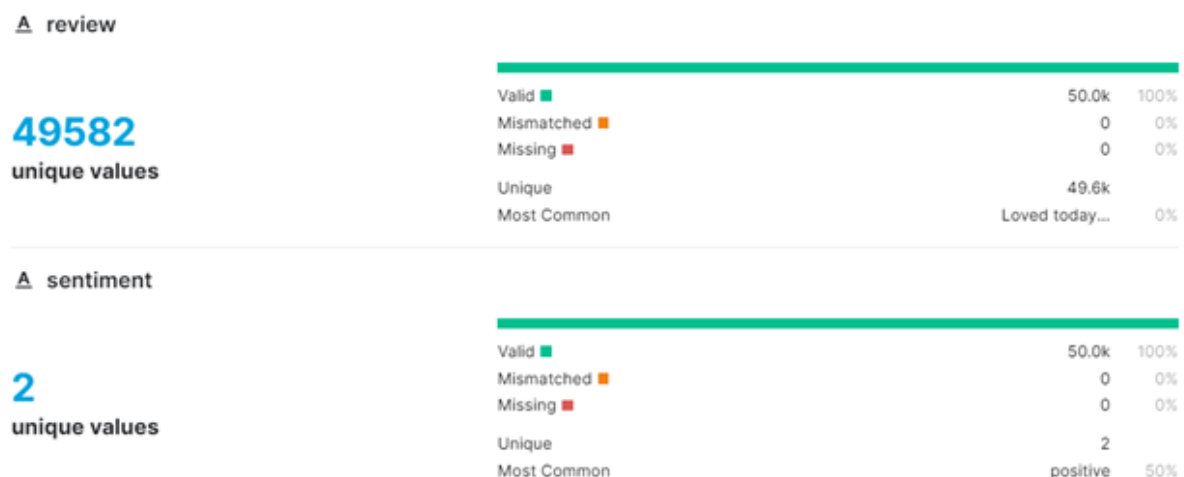 A review
Valid 50.0k 100%
49582
Mismatched 0 0%
unique values
Missing 0 0%
Unique 49.6k
Most Common Loved today... 0%
A sentiment
Valid 50.0k 100%
2
Mismatched 0 0%
unique values
Missing 0 0%
Unique 2
Most Common positive 50%